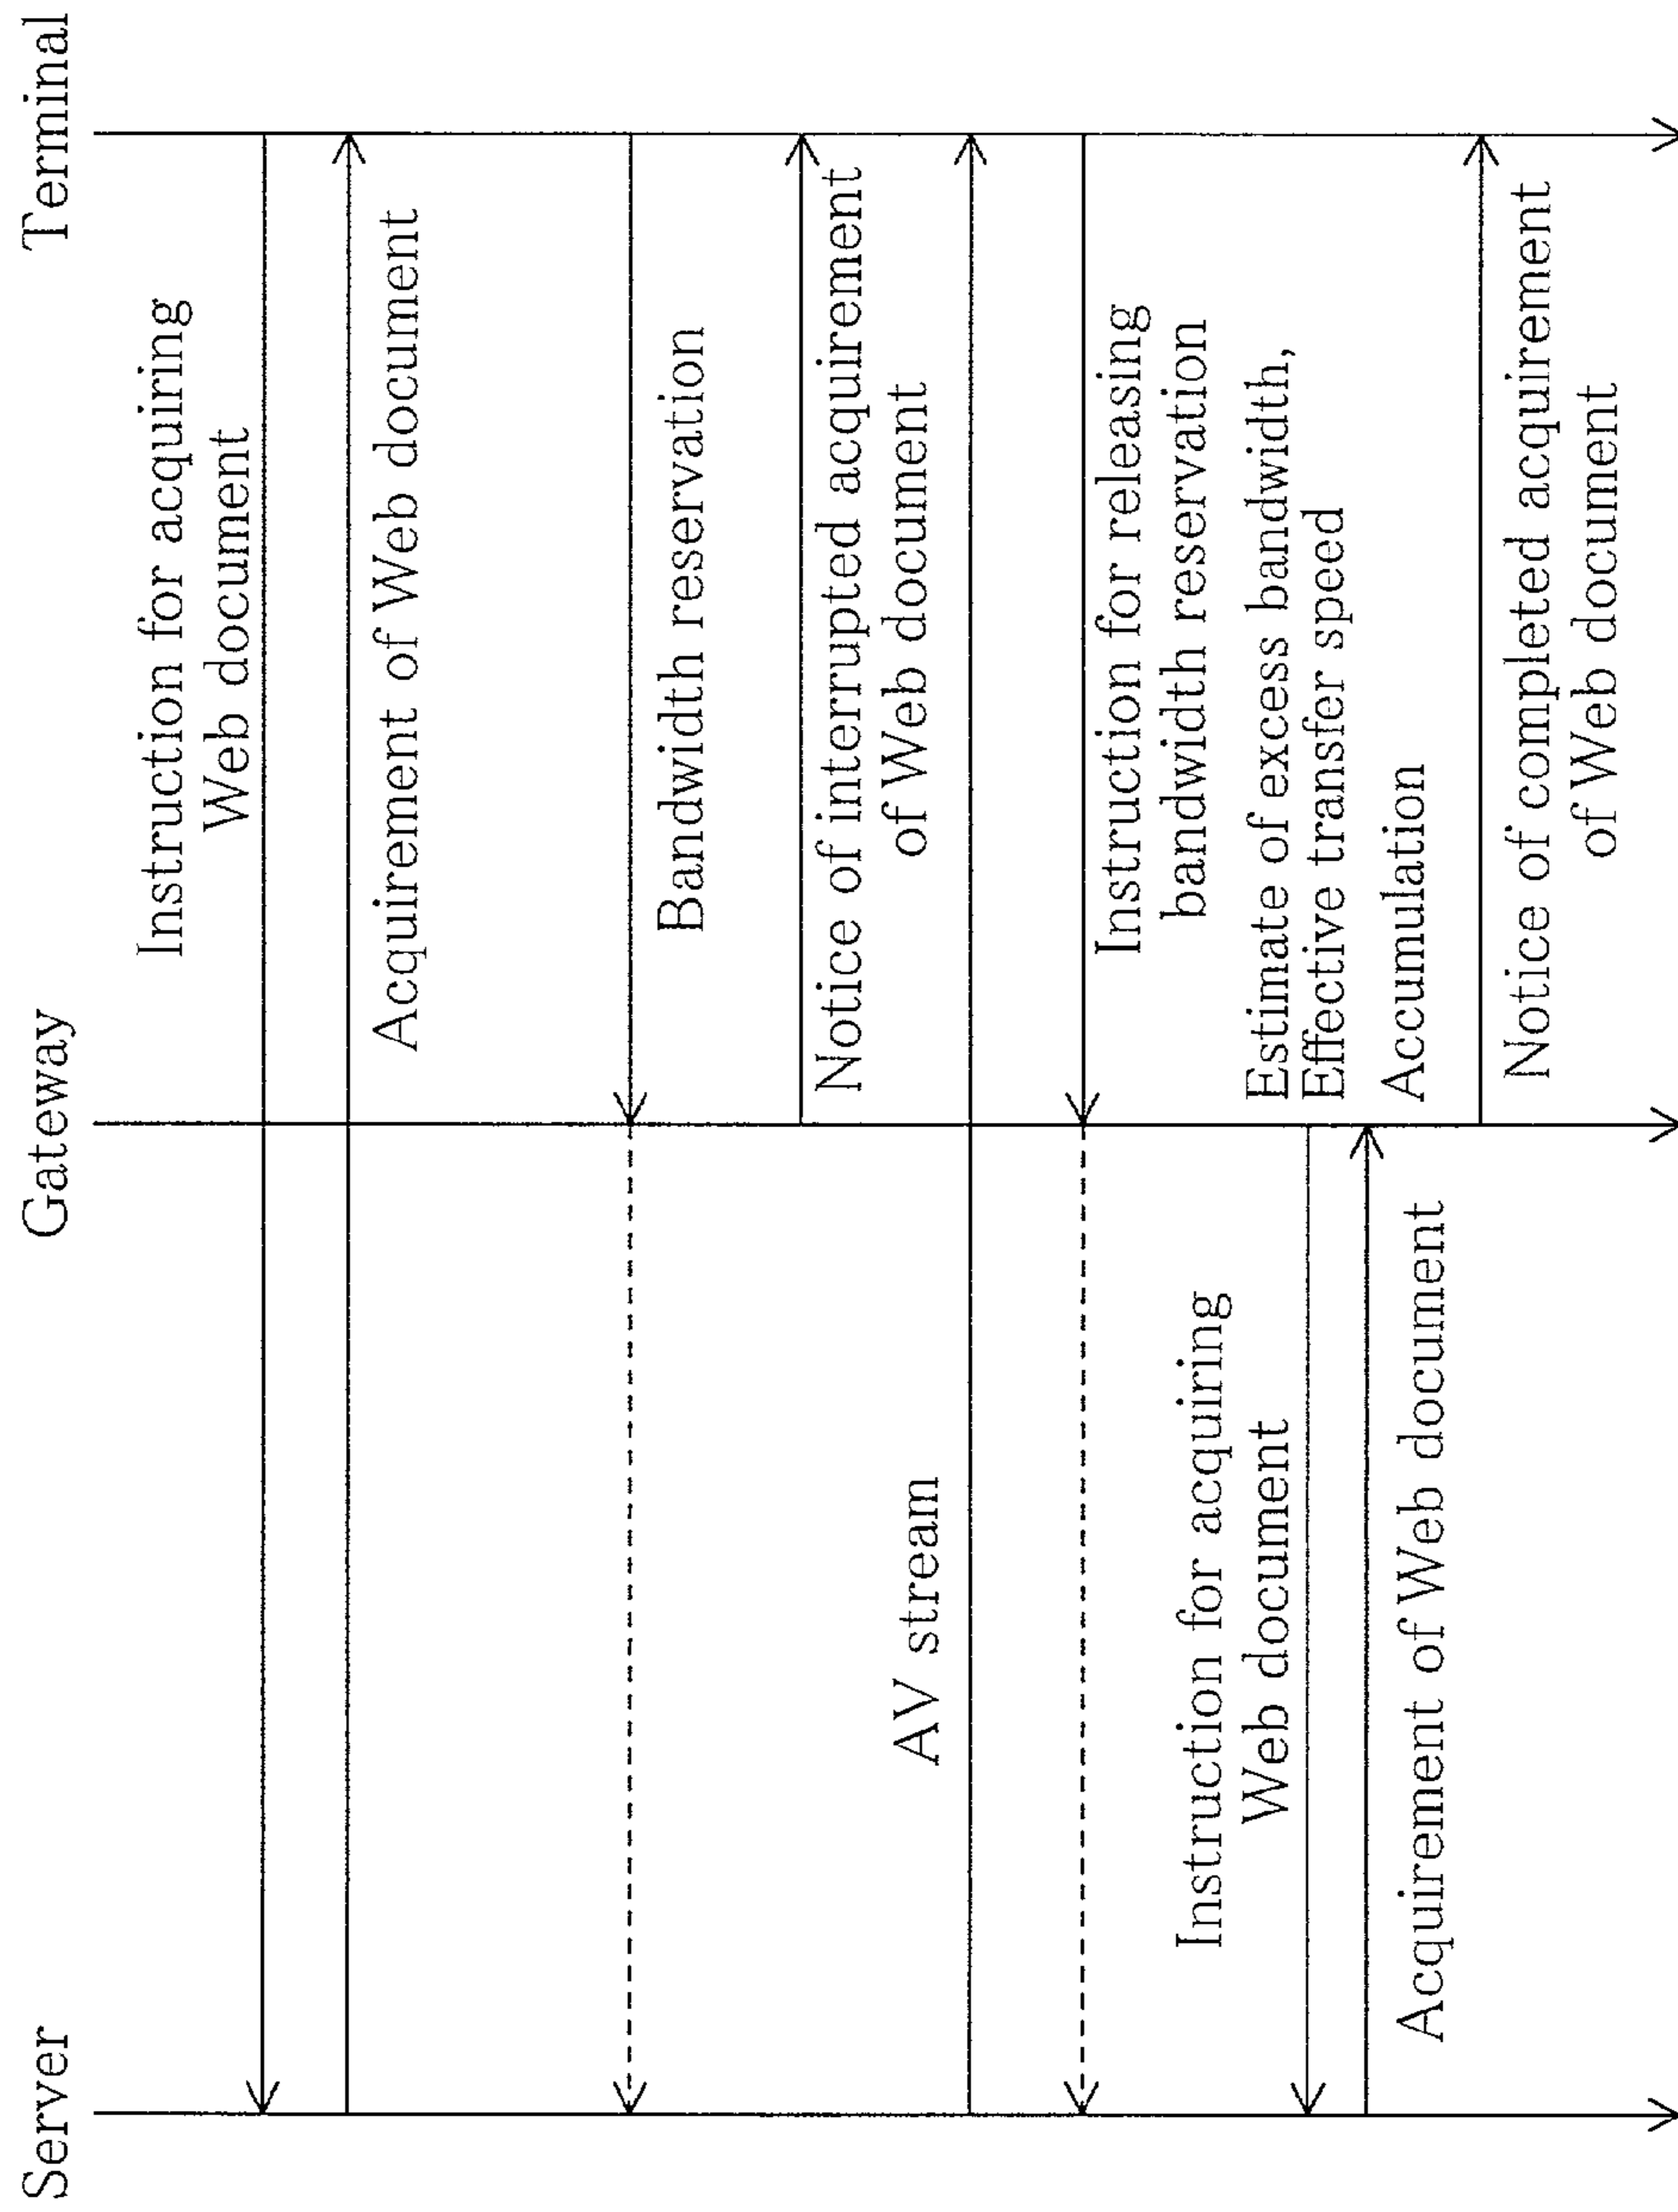 Server
Gateway
Terminal
Instruction for acquiring
Web document
Acquirement of Web document
Bandwidth reservation
Notice of interrupted acquirement
of Web document
AV stream
Instruction for releasing
bandwidth reservation
Instruction for acquiring
Web document
Estimate of excess bandwidth,
Effective transfer speed
Accumulation
Acquirement of Web document
Notice of completed acquirement
of Web document